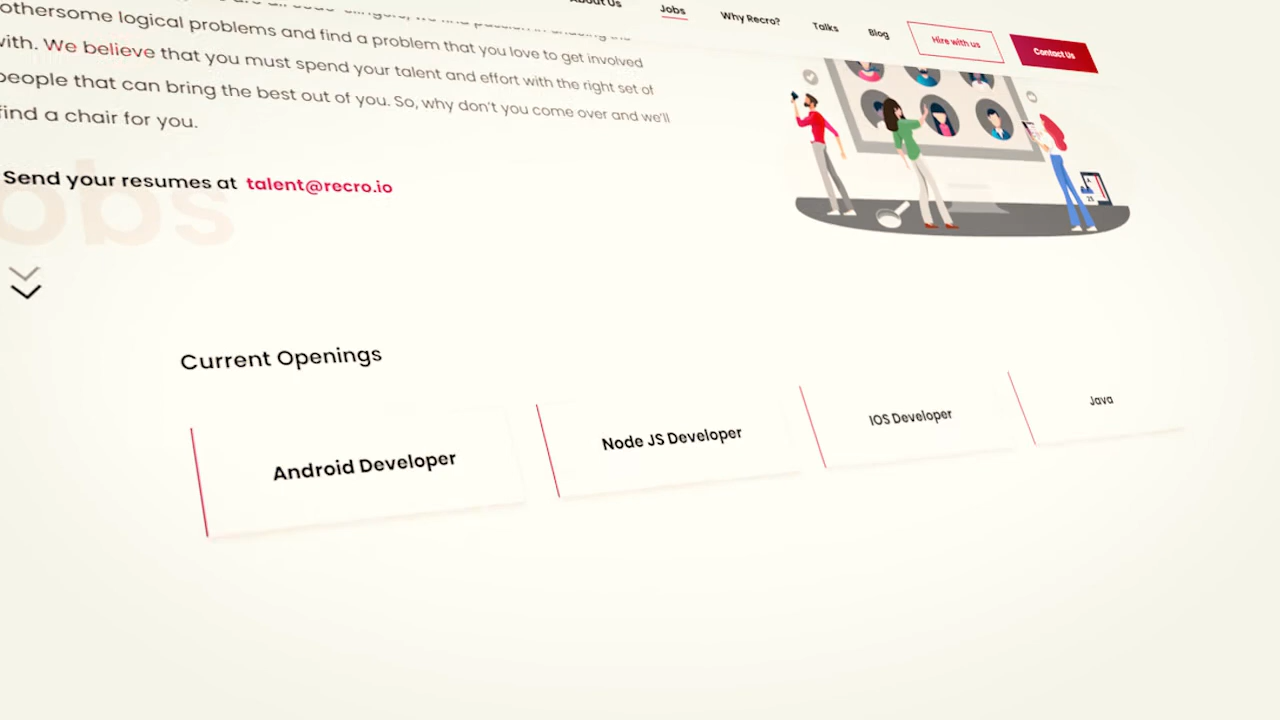 About Us
Jobs
Why Recro?
Talks
Blog
Hire with us
Contact Us
othersome logical problems and find a problem that you love to get involved
with. We believe that you must spend your talent and effort with the right set of
people that can bring the best out of you. So, why don't you come over and we'll
find a chair for you.
Send your resumes at talent@recro.io
obs
Current Openings
Android Developer
Node JS Developer
IOS Developer
Java